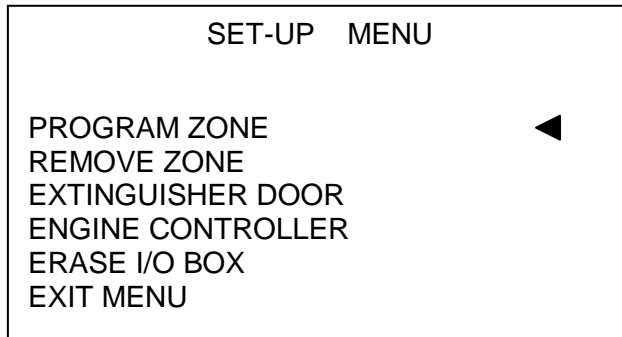 SET-UP MENU
PROGRAM ZONE
REMOVE ZONE
EXTINGUISHER DOOR
ENGINE CONTROLLER
ERASE I/O BOX
EXIT MENU